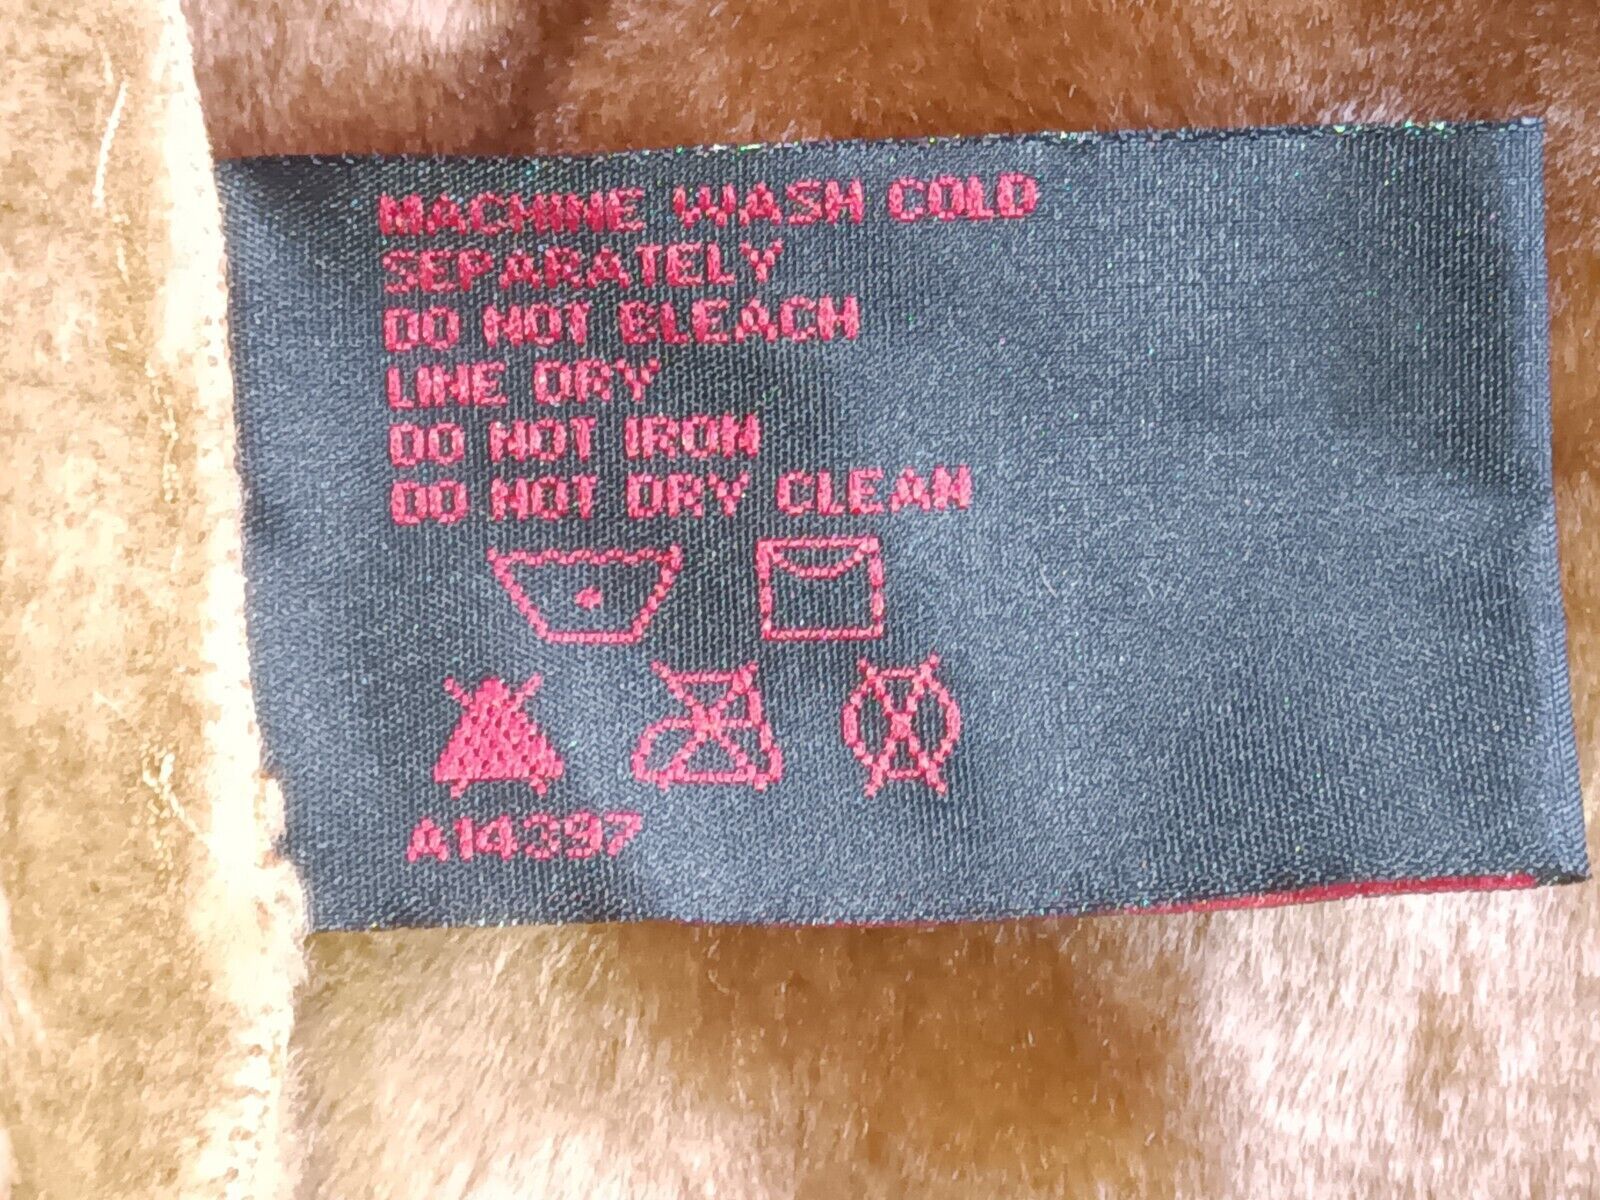 MACHINE WASH COLD
SEPARATELY
DO NOT BLEACH
LINE DRY
DO NOT IRON
DO NOT DRY CLEAN
A14397